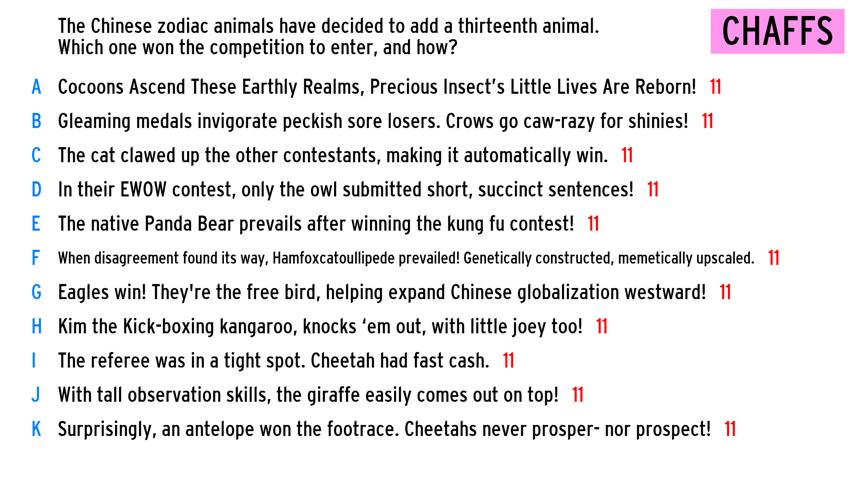 The Chinese zodiac animals have decided to add a thirteenth animal.
Which one won the competition to enter, and how?
CHAFFS
A Cocoons Ascend These Earthly Realms, Precious Insect's Little Lives Are Reborn! 11
B Gleaming medals invigorate peckish sore losers. Crows go caw-razy for shinies! 11
C The cat clawed up the other contestants, making it automatically win. 11
D In their EWOW contest, only the owl submitted short, succinct sentences! 11
E The native Panda Bear prevails after winning the kung fu contest! 11
F When disagreement found its way, Hamfoxcatoullipede prevailed! Genetically constructed, memetically upscaled. 11
G Eagles win! They're the free bird, helping expand Chinese globalization westward! 11
H Kim the Kick-boxing kangaroo, knocks ‘em out, with little joey too! 11
I The referee was in a tight spot. Cheetah had fast cash. 11
J With tall observation skills, the giraffe easily comes out on top! 11
K Surprisingly, an antelope won the footrace. Cheetahs never prosper- nor prospect! 11